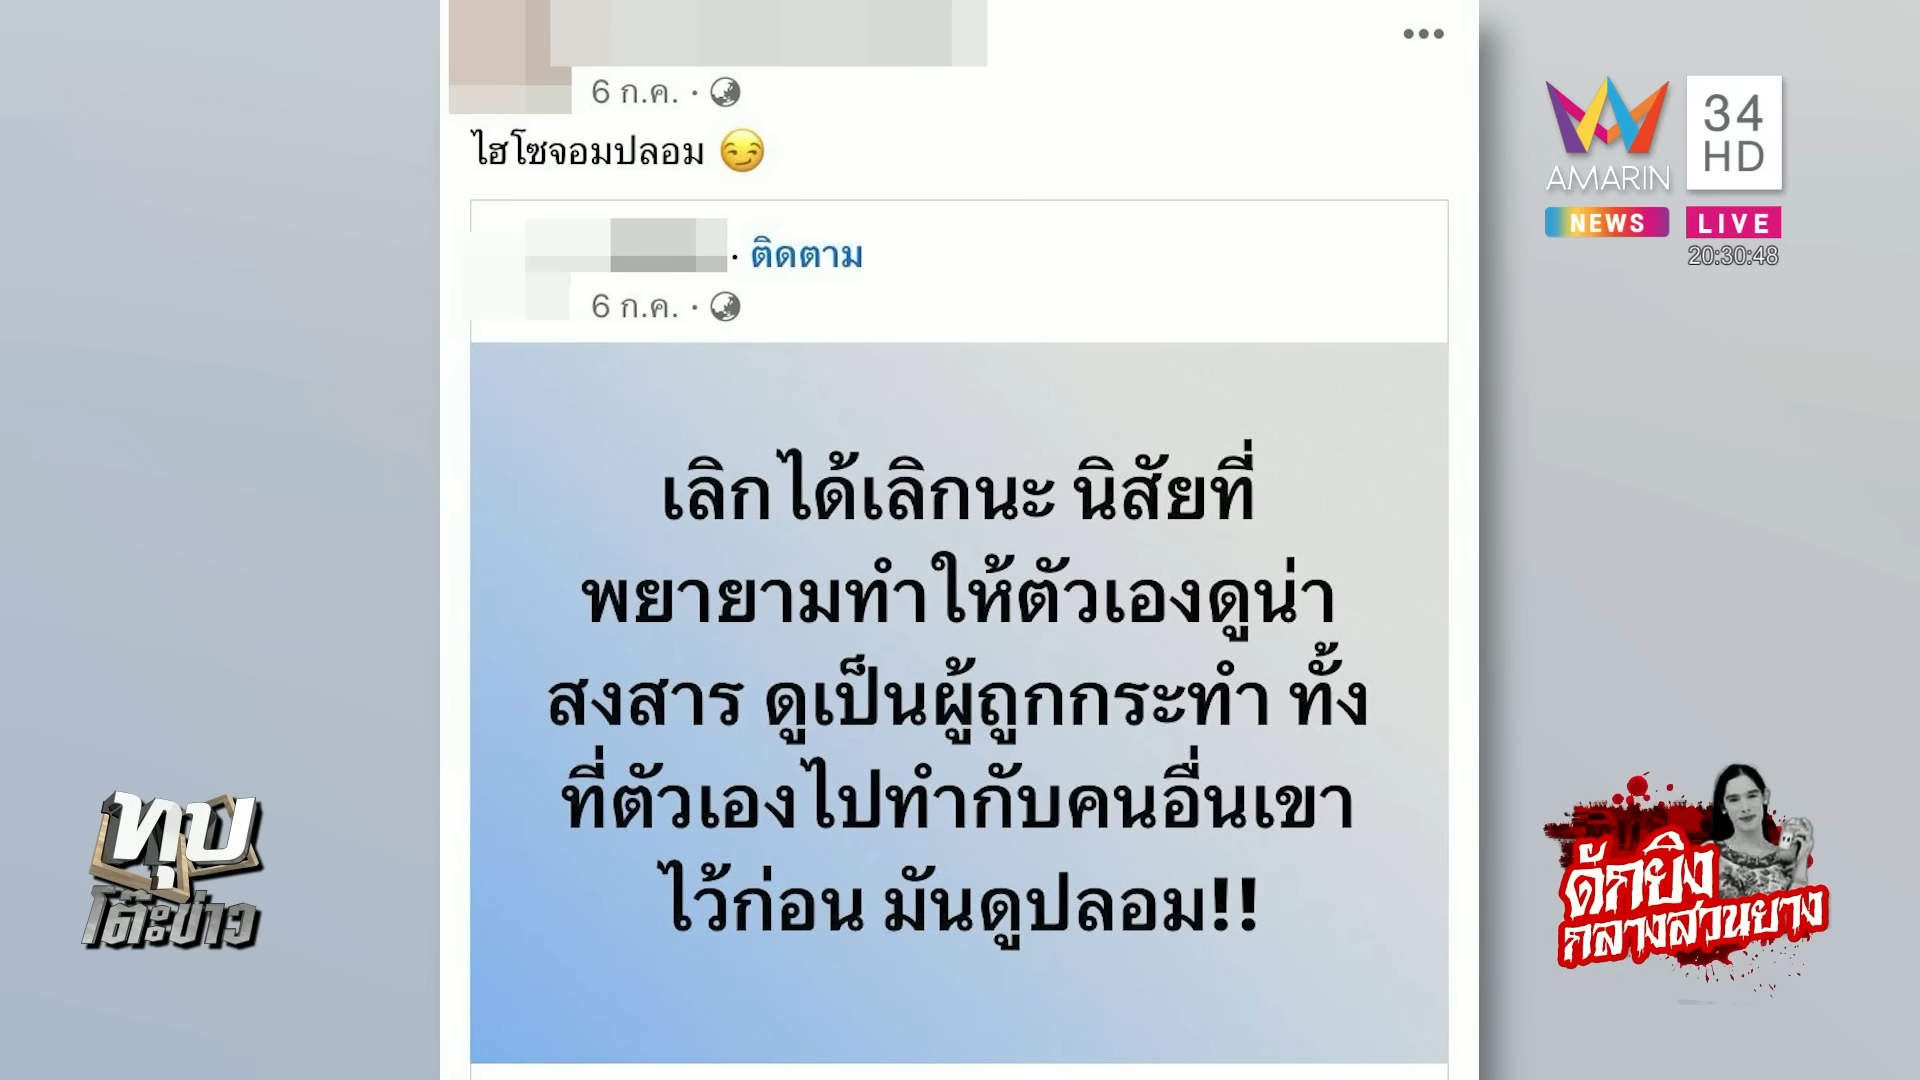 6 ก.ค. ·
ไฮโซจอมปลอม 😏
· ติดตาม
6 ก.ค. ·
เลิกได้เลิกนะ นิสัยที่
พยายามทำให้ตัวเองดูน่า
สงสาร ดูเป็นผู้ถูกกระทำ ทั้ง
ที่ตัวเองไปทำกับคนอื่นเขา
ไว้ก่อน มันดูปลอม!!
AMARIN
NEWS
34
HD
LIVE
20:30:48
ทุบ
โต๊ะข่าว
ดักยิง
กลางสวนยาง